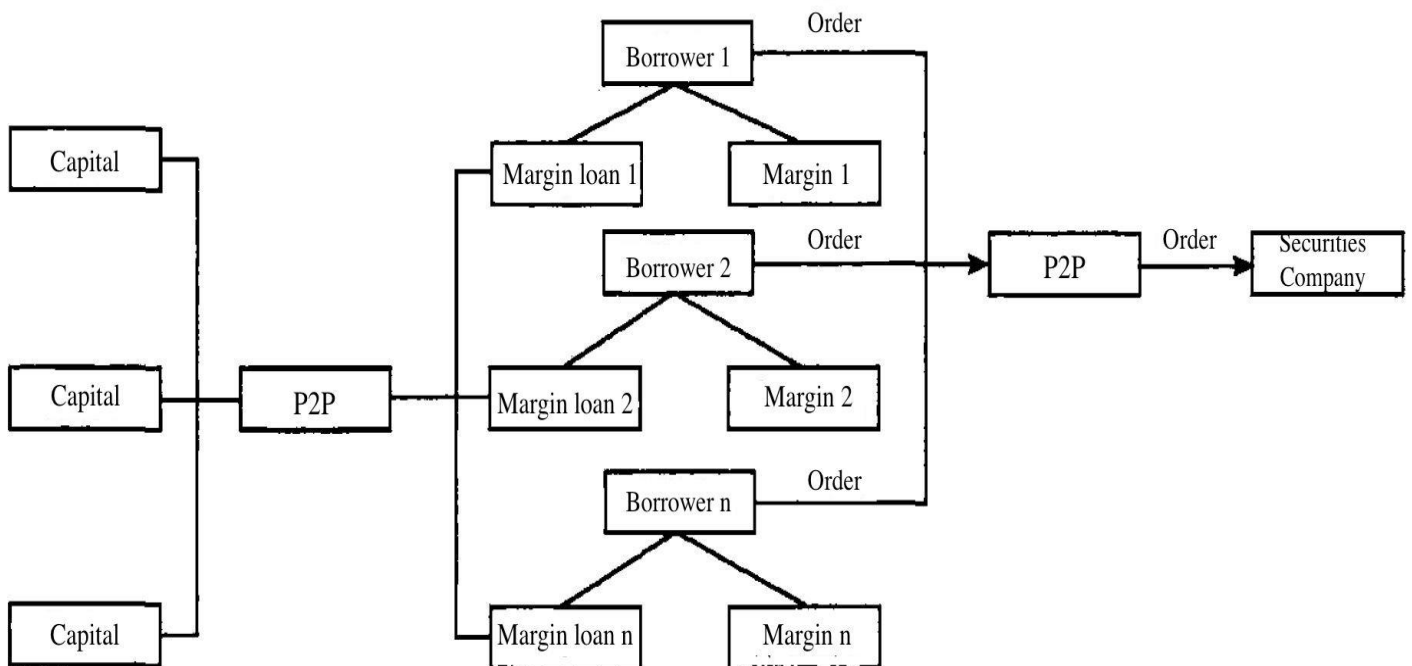 Order
Borrower 1
Capital
Margin loan 1
Margin 1
Order
Borrower 2
P2P
Order
Securities
Company
Capital
P2P
Margin loan 2
Margin 2
Order
Borrower n
Capital
Margin loan n
Margin n